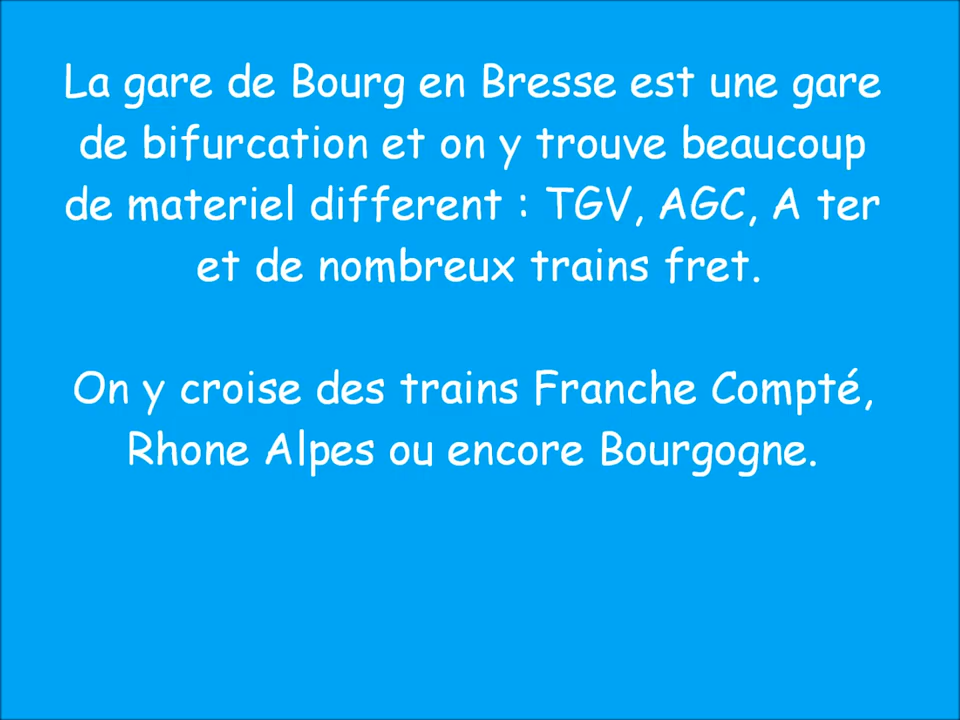 La gare de Bourg en Bresse est une gare
de bifurcation et on y trouve beaucoup
de materiel different : TGV, AGC, A ter
et de nombreux trains fret.
On y croise des trains Franche Compté,
Rhone Alpes ou encore Bourgogne.